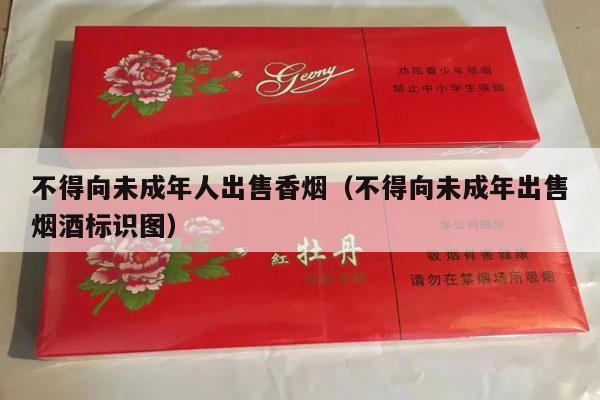 Geony
劝阻青少年吸烟
禁止中小学生吸烟
不得向未成年人出售香烟（不得向未成年出售
烟酒标识图）
本公司提示
紅 牡丹
吸烟有害健康
请勿在禁烟场所吸烟